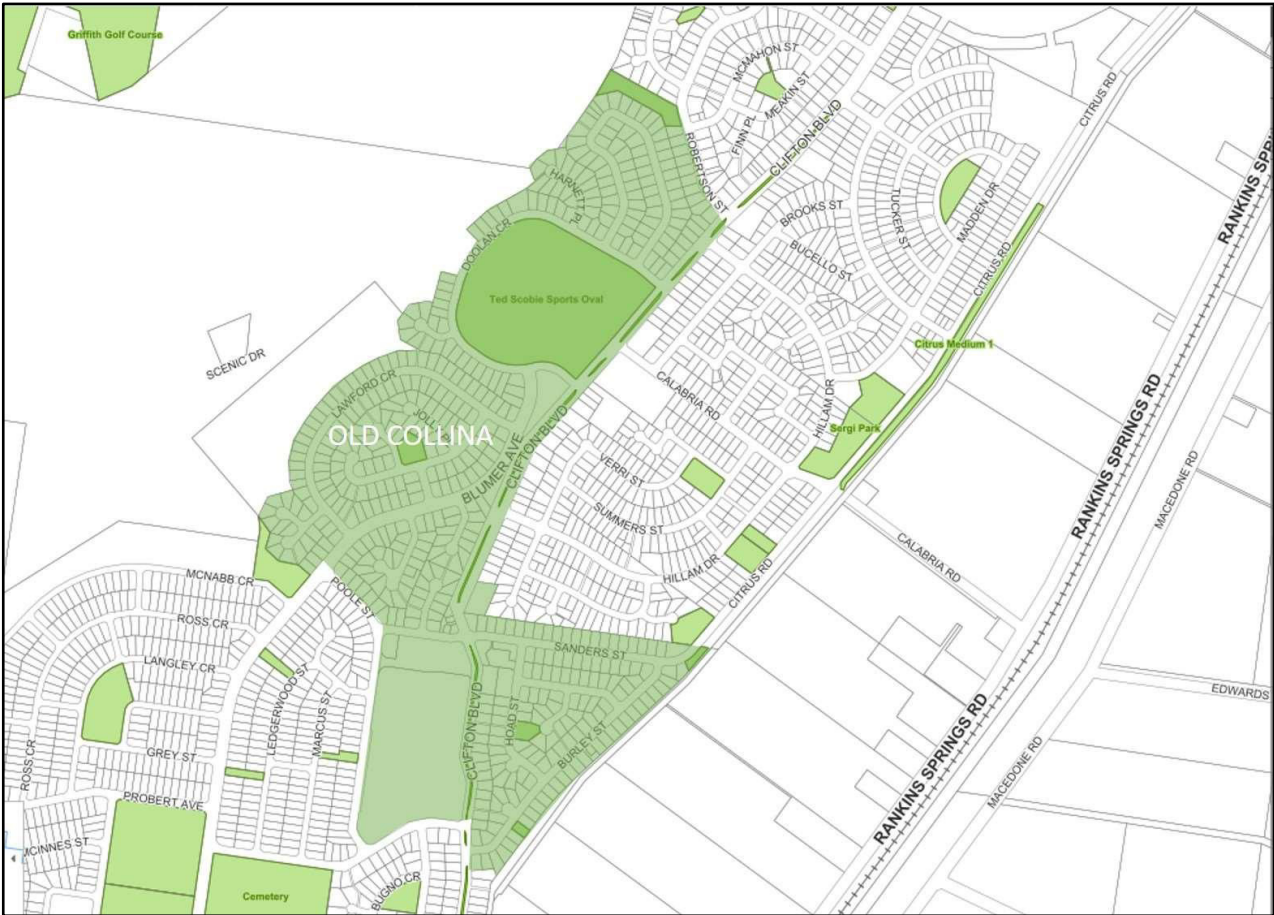 Griffith Golf Course
MCMAHON ST
MEAKIN ST
FINN PL
CLIFTON BLVD
CITRUS RD
ROBERTSON ST
HARNETT PL
BROOKS ST
TUCKER ST
MADDEN DR
RANKINS SPRI
DOOLAN CR
BUCELLO ST
CITRUS RD
Ted Scobie Sports Oval
Citrus Medium 1
SCENIC DR
LAWFORD CR
CALABRIA RD
HILLAM DR
Sergi Park
OLD COLLINA
BLUMER AVE
CLIFTON BLVD
VERRI ST
SUMMERS ST
RANKINS SPRINGS RD
MACEDONE RD
CALABRIA RD
HILLAM DR
CITRUS RD
MCNABB CR
POOLE ST
ROSS CR
SANDERS ST
LANGLEY CR
LEDGERWOOD ST
MARCUS ST
CLIFTON BLVD
HOAD ST
BURLEY ST
EDWARDS
ROSS CR
GREY ST
RANKINS SPRINGS RD
MACEDONE RD
PROBERT AVE
MCINNES ST
Cemetery
BUGNO CR